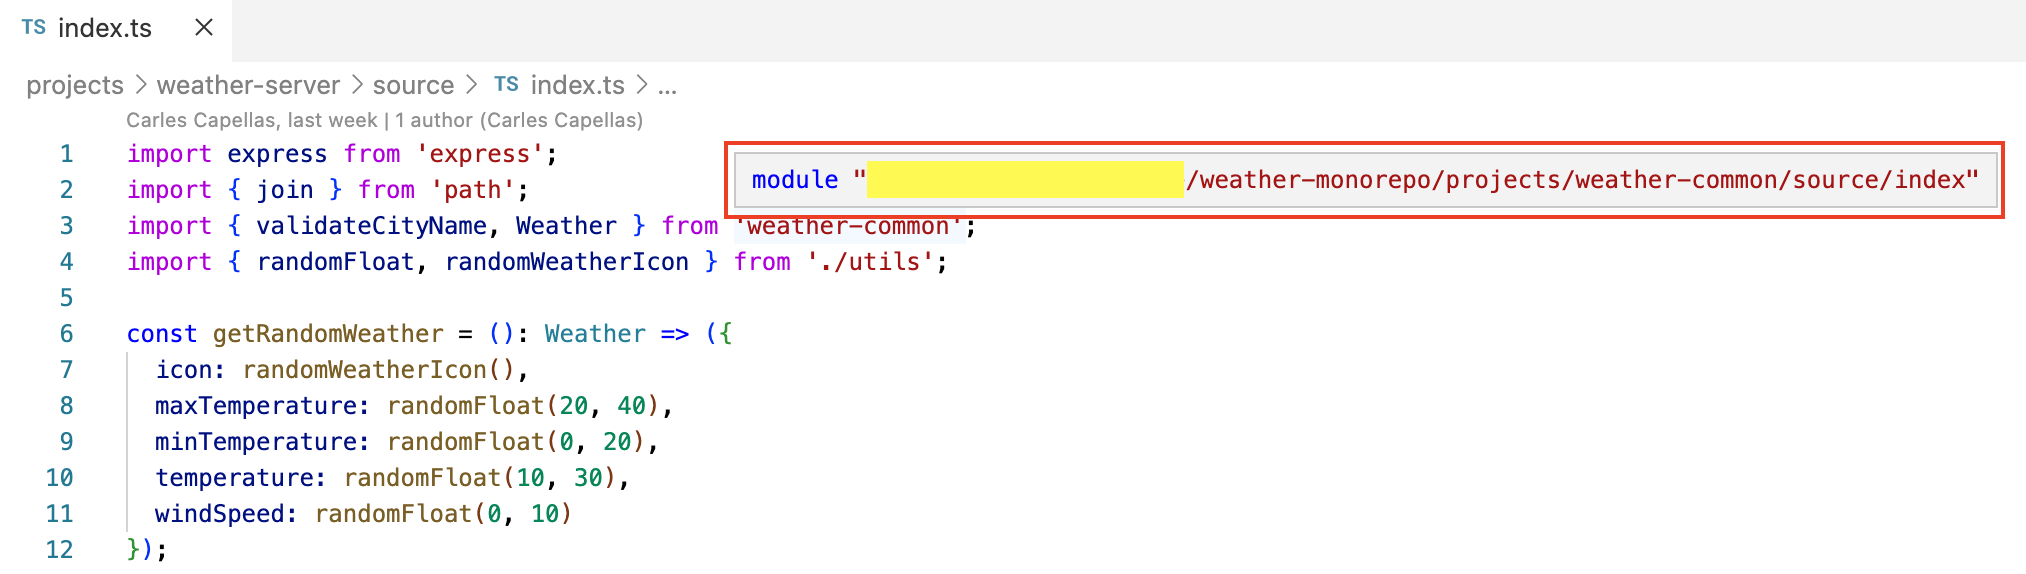 TS index.ts ×
projects > weather-server > source > TS index.ts > ...
Carles Capellas, last week | 1 author (Carles Capellas)
1 import express from 'express';
2 import { join } from 'path';
module "/weather-monorepo/projects/weather-common/source/index"
3 import { validateCityName, Weather } from 'weather-common';
4 import { randomFloat, randomWeatherIcon } from './utils';
5
6 const getRandomWeather = (): Weather => ({
7 icon: randomWeatherIcon(),
8 maxTemperature: randomFloat(20, 40),
9 minTemperature: randomFloat(0, 20),
10 temperature: randomFloat(10, 30),
11 windSpeed: randomFloat(0, 10)
12 });